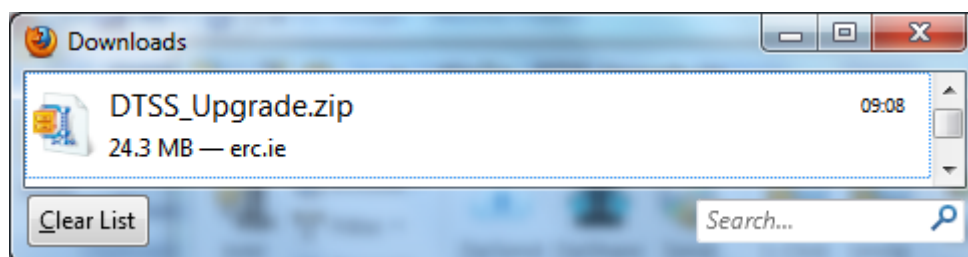 Downloads
DTSS_Upgrade.zip
09:08
24.3 MB — erc.ie
Clear List
Search...